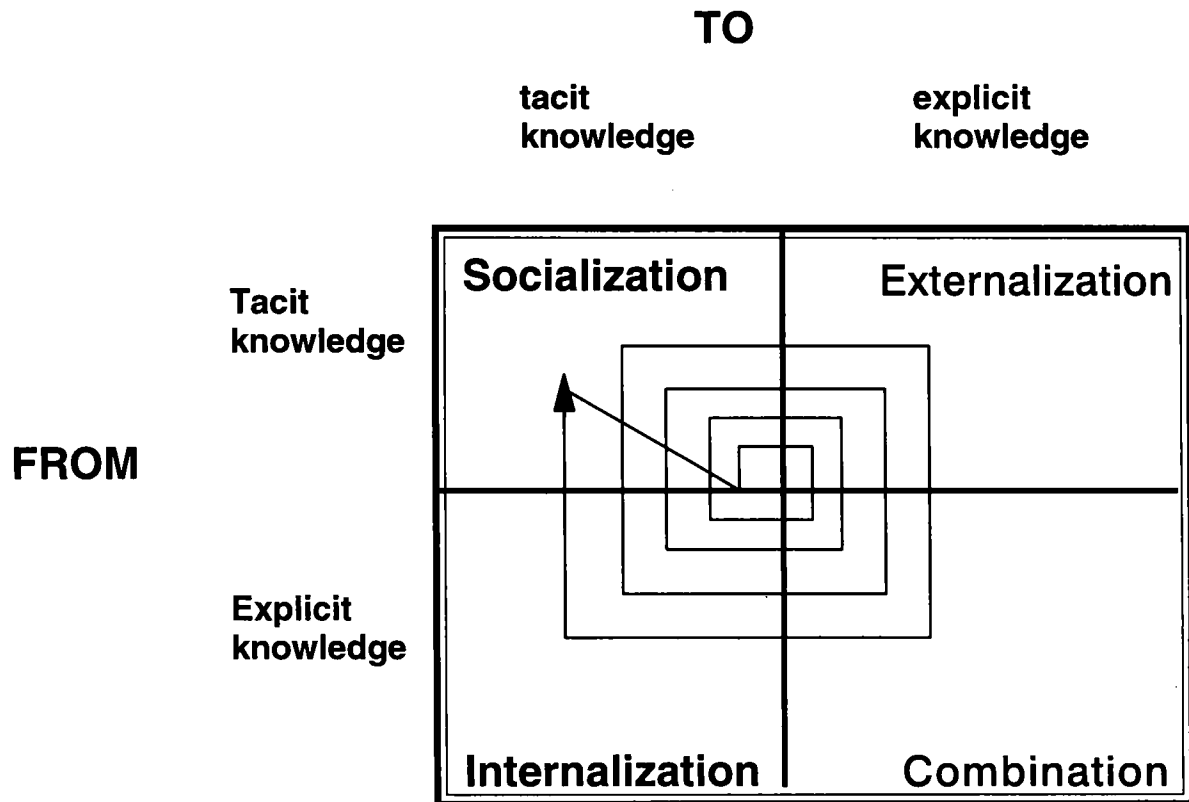 TO
tacit
knowledge
explicit
knowledge
Socialization
Externalization
Tacit
knowledge
FROM
Explicit
knowledge
Internalization
Combination